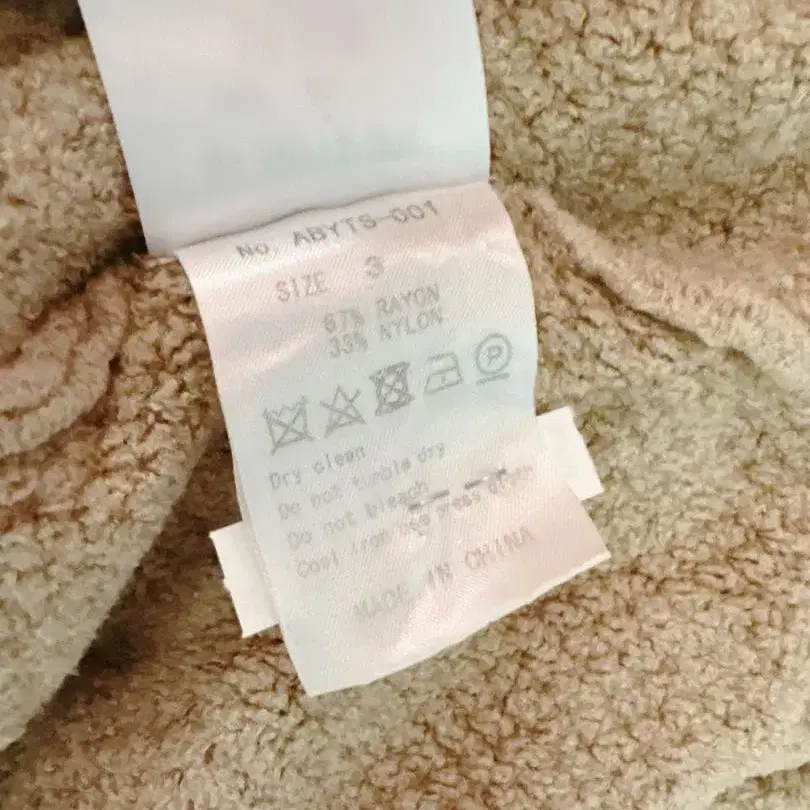 No. ABYTS-001
SIZE 3
67% RAYON
33% NYLON
P
Dry clean
Do not tumble dry
Do not bleach
Cool iron use press cloth
MADE IN CHINA